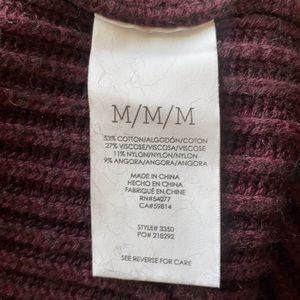 M/M/M
53% COTTON/ALGODÓN/COTON
27% VISCOSE/VISCOSA/VISCOSE
11% NYLON/NYLON/NYLON
9% ANGORA/ANGORA/ANGORA
MADE IN CHINA
HECHO EN CHINA
FABRIQUÉ EN CHINE
RN#54077
CA#59814
STYLE# 3350
PO# 218292
SEE REVERSE FOR CARE